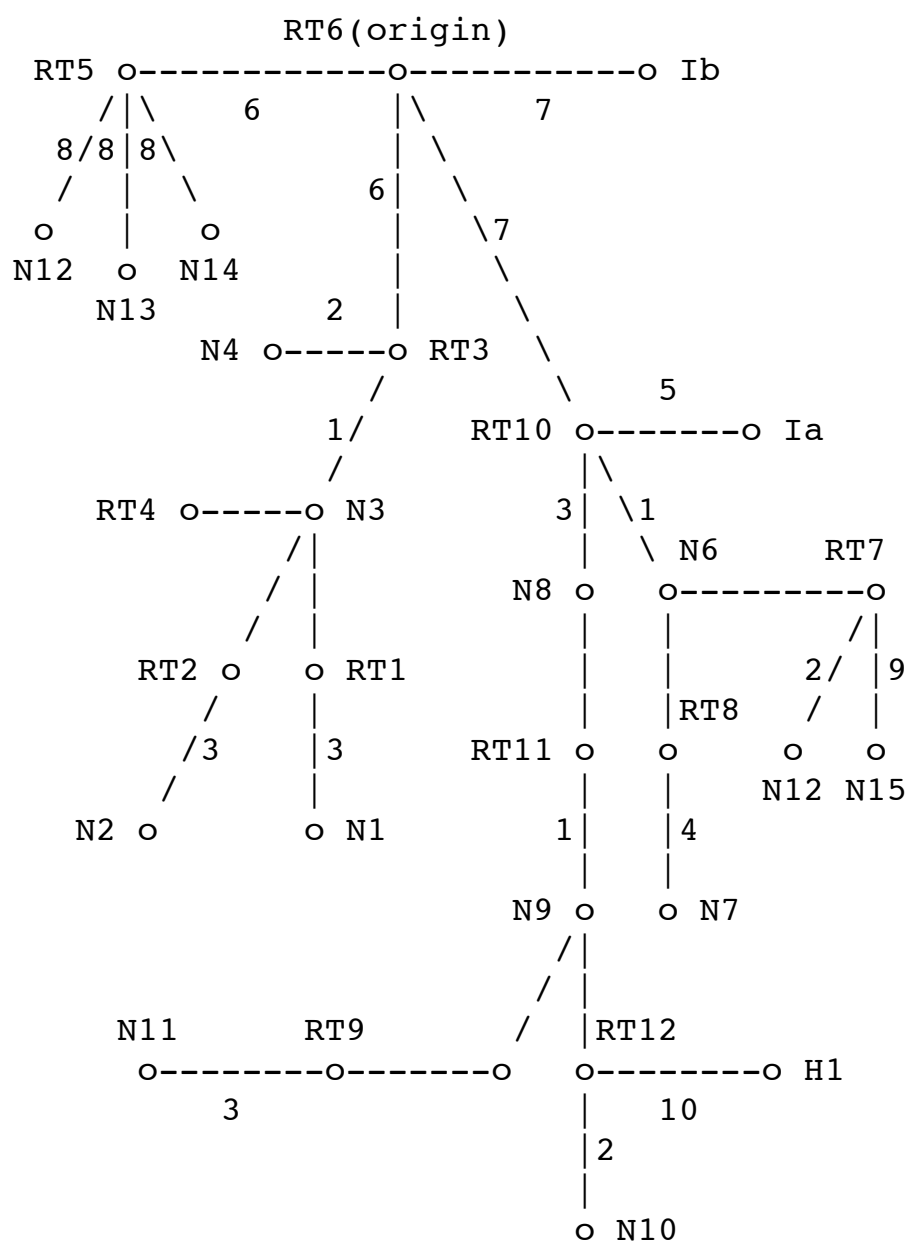 RT6(origin)
RT5 o------------o-----------o Ib
/|\ 6 |\ 7
8/8|8\ | \
/ | \ 6| \
o | o | \7
N12 o N14 | \
N13 2 | \
N4 o-----o RT3 \
/ \ 5
1/ RT10 o-------o Ia
/ |\
RT4 o-----o N3 3| \1
/| | \ N6 RT7
/ | N8 o o---------o
/ | | | /|
RT2 o o RT1 | | 2/ |9
/ | | |RT8 / |
/3 |3 RT11 o o o o
/ | | | N12 N15
N2 o o N1 1| |4
| |
N9 o o N7
/|
/ |
N11 RT9 / |RT12
o--------o-------o o--------o H1
3 | 10
|2
|
o N10